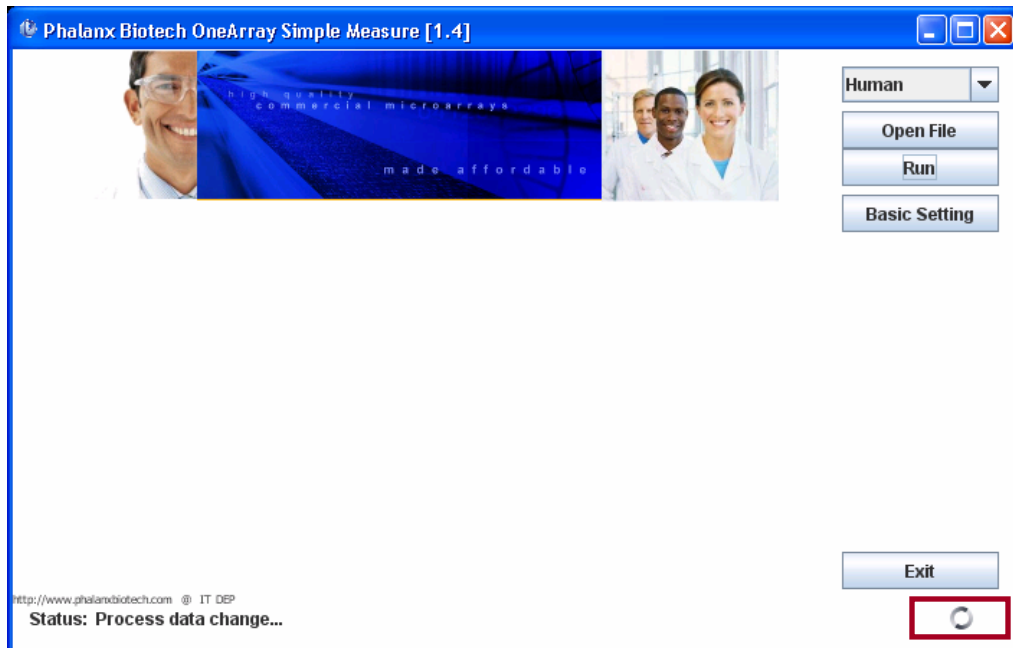 Phalanx Biotech OneArray Simple Measure [1.4]
high quality
commercial microarrays
made affordable
Human
Open File
Run
Basic Setting
Exit
http://www.phalanxbiotech.com @ IT DEP
Status: Process data change...